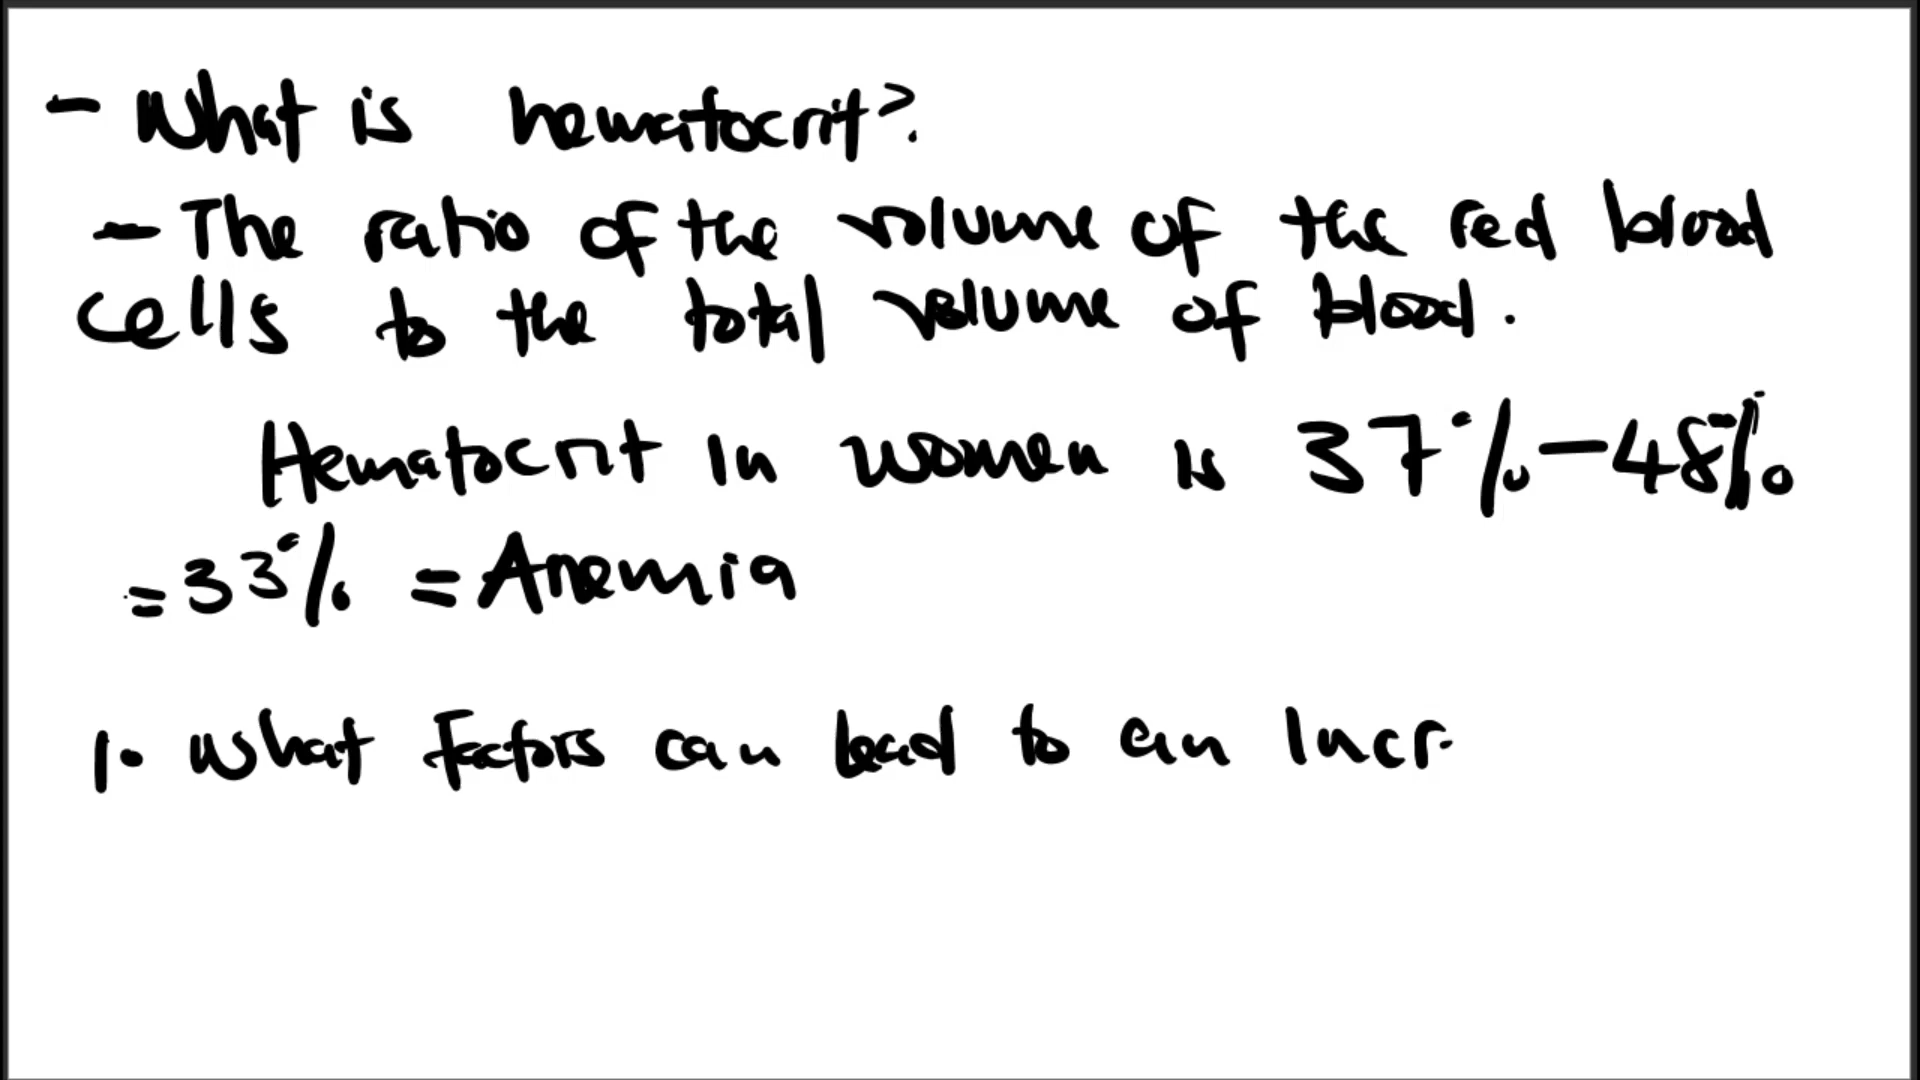 - What is hematocrit?
- The ratio of the volume of the red blood
cells to the total volume of blood.
Hematocrit in women is 37% - 48%
= 33% = Anemia
1. What factors can lead to an Incr